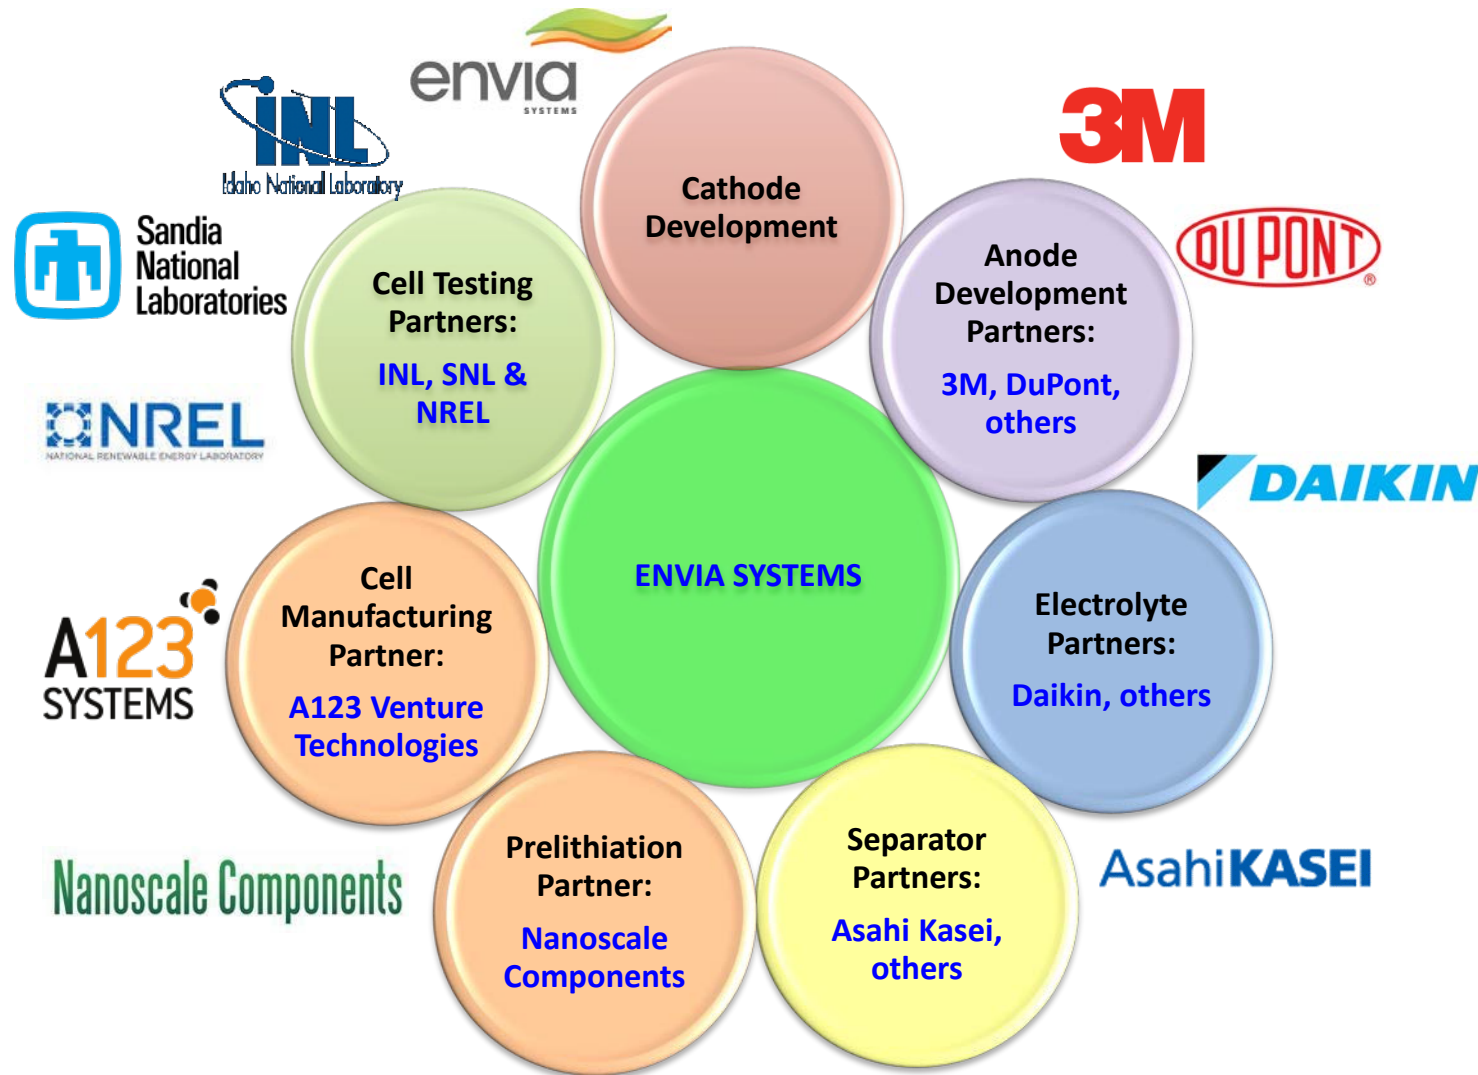 envia
SYSTEMS
INL
Idaho National Laboratory
3M
Cathode
Development
Sandia
National
Laboratories
DU PONT
®
Cell Testing
Partners:
INL, SNL &
NREL
Anode
Development
Partners:
3M, DuPont,
others
NREL
NATIONAL RENEWABLE ENERGY LABORATORY
DAIKIN
ENVIA SYSTEMS
Cell
Manufacturing
Partner:
A123 Venture
Technologies
A123
SYSTEMS
Electrolyte
Partners:
Daikin, others
Nanoscale Components
Prelithiation
Partner:
Nanoscale
Components
Separator
Partners:
Asahi Kasei,
others
AsahiKASEI